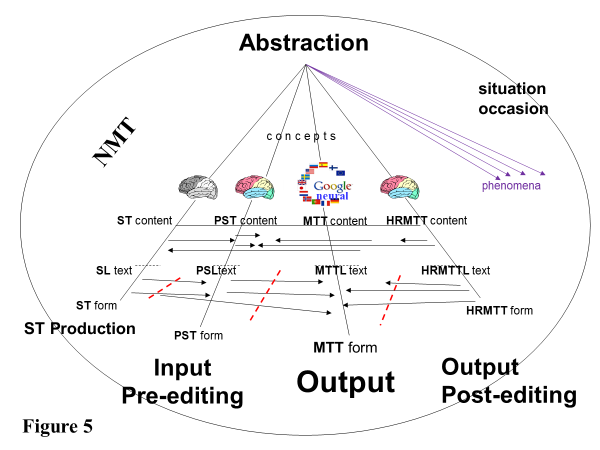 Abstraction
situation
occasion
NMT
concepts
phenomena
Google
neural
ST content PST content MTT content HRMTT content
SL text PSLtext MTTL text HRMTTL text
ST form
HRMTT form
ST Production
PST form
MTT form
Input
Pre-editing
Output
Output
Post-editing
Figure 5